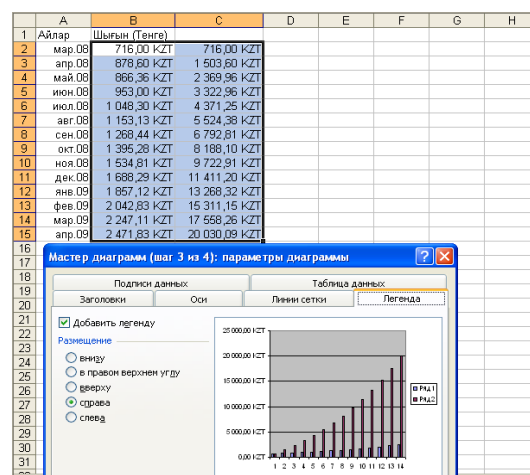 A B C D E F G H
1 Айлар Шығын (Теңге)
2 мар.08 716,00 KZT 716,00 KZT
3 апр.08 878,60 KZT 1 503,60 KZT
4 май.08 866,36 KZT 2 369,96 KZT
5 июн.08 953,00 KZT 3 322,96 KZT
6 июл.08 1 048,30 KZT 4 371,25 KZT
7 авг.08 1 153,13 KZT 5 524,38 KZT
8 сен.08 1 268,44 KZT 6 792,81 KZT
9 окт.08 1 395,28 KZT 8 188,10 KZT
10 ноя.08 1 534,81 KZT 9 722,91 KZT
11 дек.08 1 688,29 KZT 11 411,20 KZT
12 янв.09 1 857,12 KZT 13 268,32 KZT
13 фев.09 2 042,83 KZT 15 311,15 KZT
14 мар.09 2 247,11 KZT 17 558,26 KZT
15 апр.09 2 471,83 KZT 20 030,09 KZT
16
17
18
19
20
21
22
23
24
25
26
27
28
29
30
31
Мастер диаграмм (шаг 3 из 4): параметры диаграммы
Подписи данных Таблица данных
Заголовки Оси Линии сетки Легенда
Добавить легенду
Размещение
внизу
в правом верхнем углу
вверху
справа
слева
25 000,00 KZT
20 000,00 KZT
15 000,00 KZT
10 000,00 KZT
5 000,00 KZT
0,00 KZT
1 2 3 4 5 6 7 8 9 10 11 12 13 14
Ряд1
Ряд2